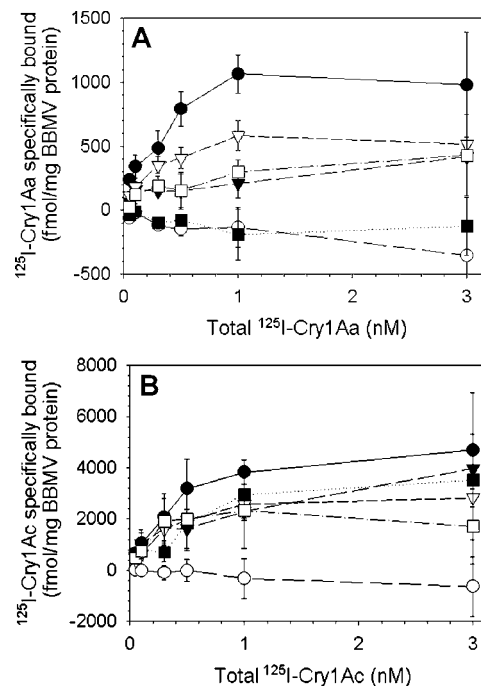 A
¹²⁵I-Cry1Aa specifically bound
(fmol/mg BBMV protein)
1500
1000
500
0
-500
0
1
2
3
Total ¹²⁵I-Cry1Aa (nM)
B
¹²⁵I-Cry1Ac specifically bound
(fmol/mg BBMV protein)
8000
6000
4000
2000
0
-2000
0
1
2
3
Total ¹²⁵I-Cry1Ac (nM)